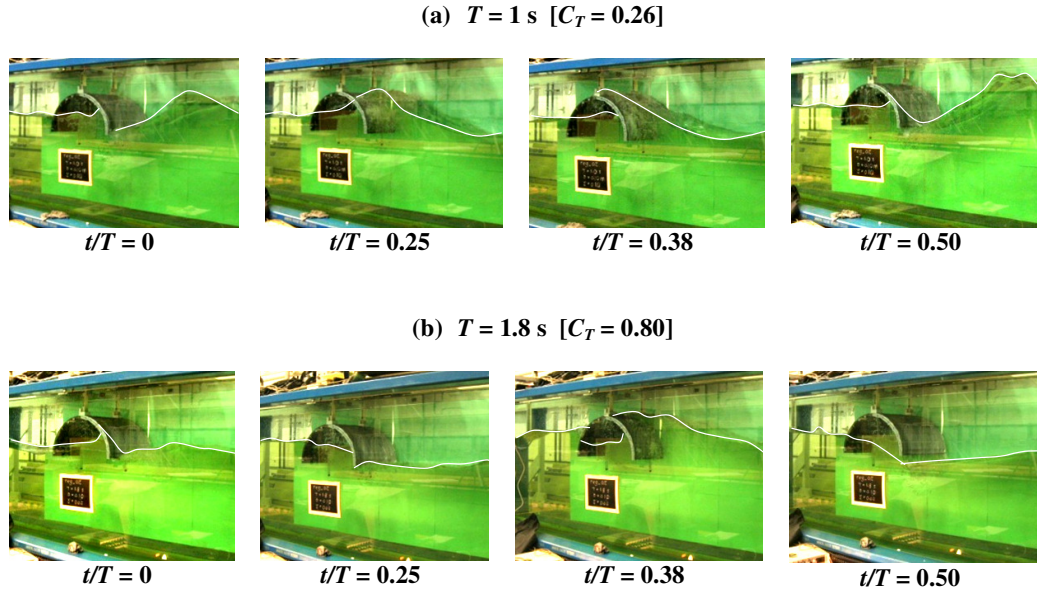 (a) T = 1 s [C_T = 0.26]
t/T = 0
t/T = 0.25
t/T = 0.38
t/T = 0.50
(b) T = 1.8 s [C_T = 0.80]
t/T = 0
t/T = 0.25
t/T = 0.38
t/T = 0.50